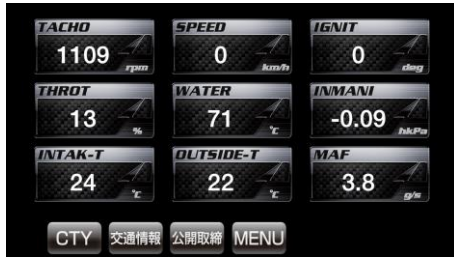 TACHO SPEED IGNIT
1109 rpm 0 km/h 0 deg
THROT WATER INMANI
13 % 71 ℃ -0.09 hkPa
INTAK-T OUTSIDE-T MAF
24 ℃ 22 ℃ 3.8 g/s
CTY 交通情報 公開取締 MENU